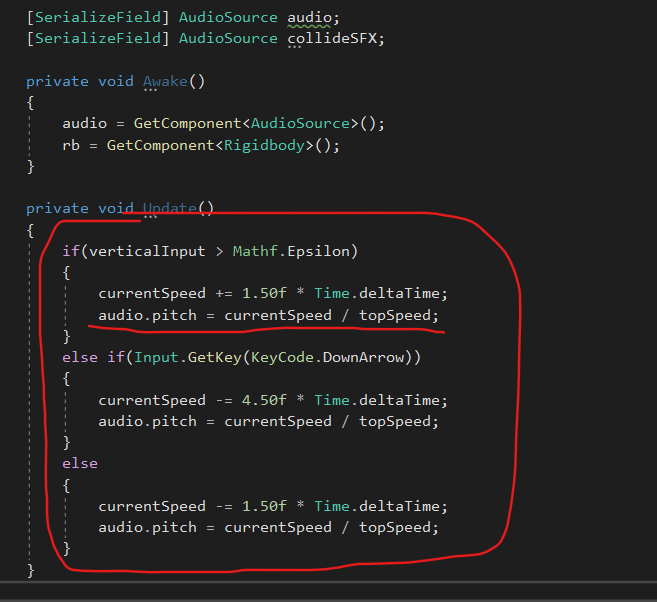 [SerializeField] AudioSource audio;
[SerializeField] AudioSource collideSFX;
private void Awake()
{
audio = GetComponent<AudioSource>();
rb = GetComponent<Rigidbody>();
}
private void Update()
{
if(verticalInput > Mathf.Epsilon)
{
currentSpeed += 1.50f * Time.deltaTime;
audio.pitch = currentSpeed / topSpeed;
}
else if(Input.GetKey(KeyCode.DownArrow))
{
currentSpeed -= 4.50f * Time.deltaTime;
audio.pitch = currentSpeed / topSpeed;
}
else
{
currentSpeed -= 1.50f * Time.deltaTime;
audio.pitch = currentSpeed / topSpeed;
}
}